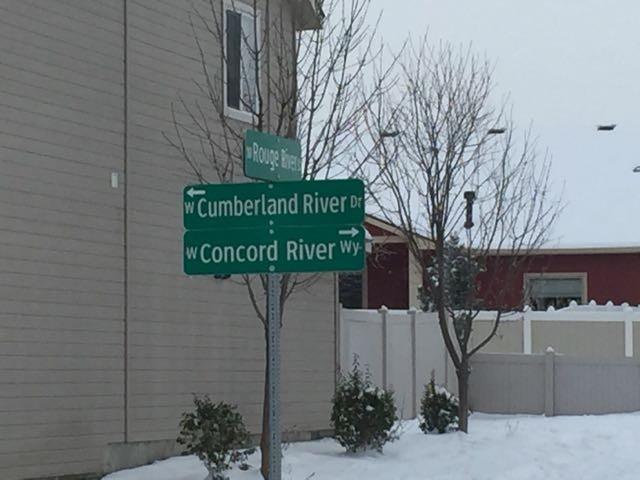 W Rouge River
W Cumberland River Dr
W Concord River Wy